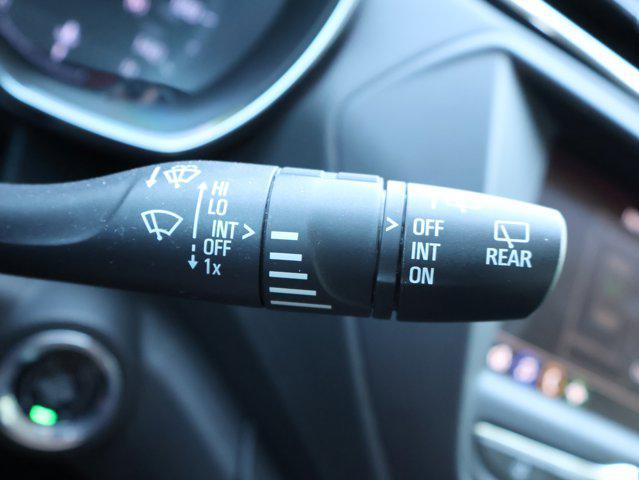 HI
LO
INT >
OFF
1x
> OFF
INT
ON
REAR